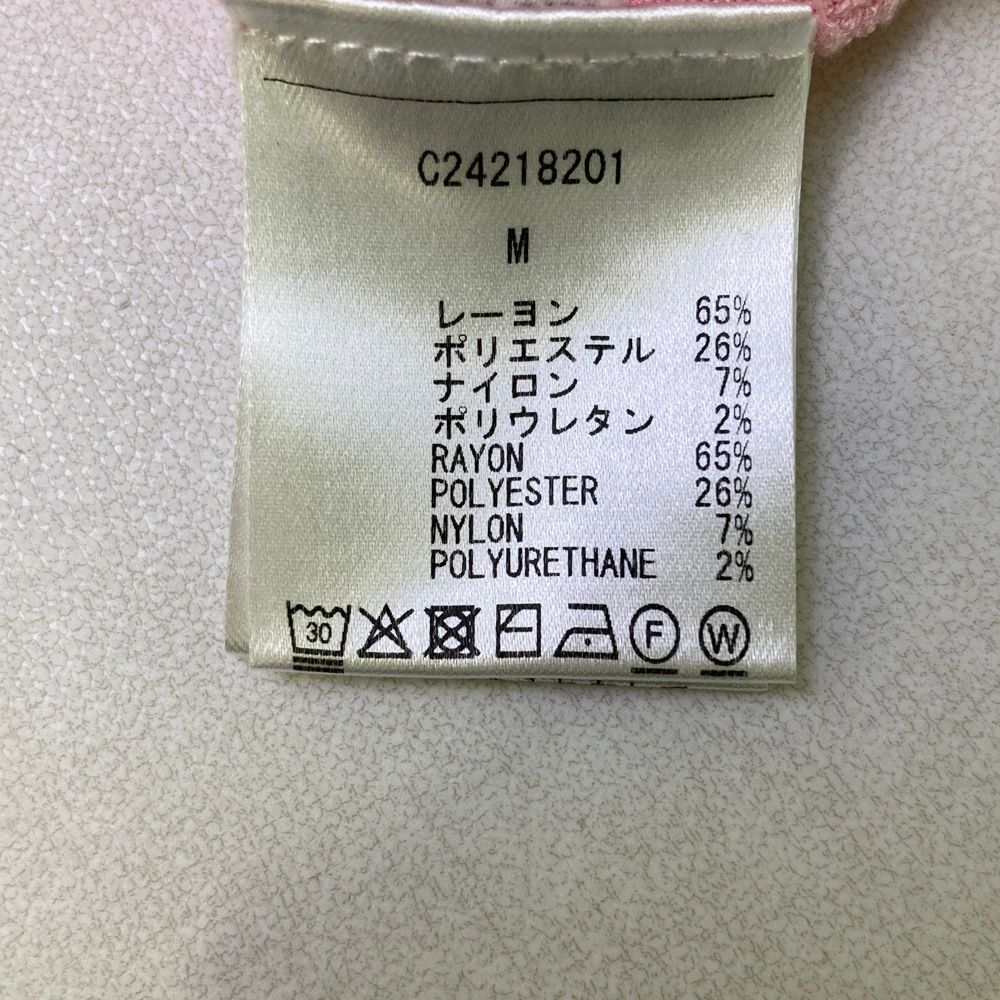 C24218201
M
レーヨン 65%
ポリエステル 26%
ナイロン 7%
ポリウレタン 2%
RAYON 65%
POLYESTER 26%
NYLON 7%
POLYURETHANE 2%
30 F W